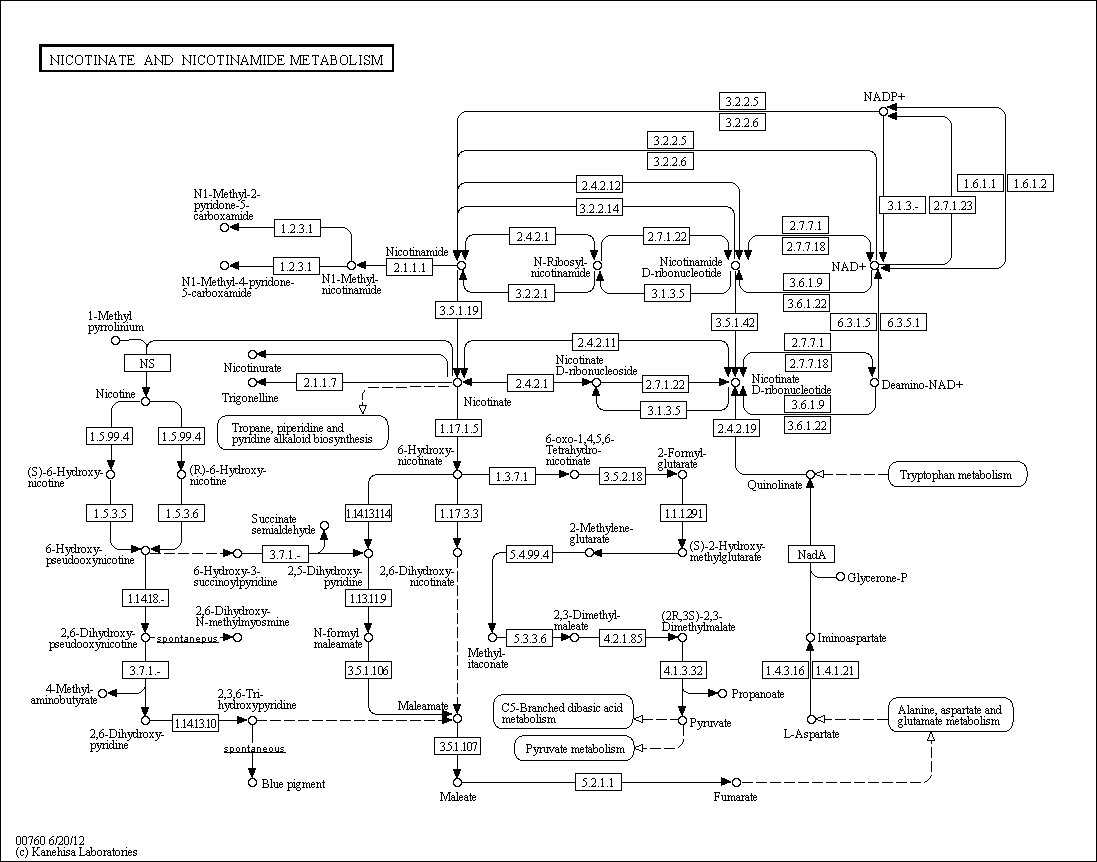 NICOTINATE AND NICOTINAMIDE METABOLISM
3.2.2.5
3.2.2.6
NADP+
3.2.2.5
3.2.2.6
2.4.2.12
3.2.2.14
1.6.1.1
1.6.1.2
3.1.3.-
2.7.1.23
N1-Methyl-2-
pyridone-5-
carboxamide
1.2.3.1
1.2.3.1
N1-Methyl-4-pyridone-
5-carboxamide
N1-Methyl-
nicotinamide
2.1.1.1
Nicotinamide
2.4.2.1
3.2.2.1
N-Ribosyl-
nicotinamide
2.7.1.22
3.1.3.5
Nicotinamide
D-ribonucleotide
2.7.7.1
2.7.7.18
NAD+
3.6.1.9
3.6.1.22
3.5.1.19
3.5.1.42
6.3.1.5
6.3.5.1
1-Methyl
pyrrolinium
NS
Nicotine
Nicotinurate
2.1.1.7
Trigonelline
Nicotinate
2.4.2.11
2.4.2.1
Nicotinate
D-ribonucleoside
2.7.1.22
3.1.3.5
Nicotinate
D-ribonucleotide
2.7.7.1
2.7.7.18
Deamino-NAD+
3.6.1.9
3.6.1.22
Tropane, piperidine and
pyridine alkaloid biosynthesis
1.17.1.5
2.4.2.19
1.5.99.4
1.5.99.4
(S)-6-Hydroxy-
nicotine
(R)-6-Hydroxy-
nicotine
1.5.3.5
1.5.3.6
6-Hydroxy-
pseudooxynicotine
6-Hydroxy-
nicotinate
1.3.7.1
6-oxo-1,4,5,6-
Tetrahydro-
nicotinate
3.5.2.18
2-Formyl-
glutarate
Quinolinate
Tryptophan metabolism
1.14.13.114
1.17.3.3
1.1.1.291
Succinate
semialdehyde
3.7.1.-
6-Hydroxy-3-
succinoylpyridine
2,5-Dihydroxy-
pyridine
2,6-Dihydroxy-
nicotinate
2-Methylene-
glutarate
5.4.99.4
(S)-2-Hydroxy-
methylglutarate
NadA
Glycerone-P
1.14.18.-
1.13.11.9
2,6-Dihydroxy-
pseudooxynicotine
spontaneous
2,6-Dihydroxy-
N-methylmyosmine
N-formyl
maleamate
Methyl-
itaconate
5.3.3.6
2,3-Dimethyl-
maleate
4.2.1.85
(2R,3S)-2,3-
Dimethylmalate
Iminoaspartate
3.7.1.-
3.5.1.106
4.1.3.32
1.4.3.16
1.4.1.21
4-Methyl-
aminobutyrate
2,6-Dihydroxy-
pyridine
1.14.13.10
2,3,6-Tri-
hydroxypyridine
spontaneous
Blue pigment
Maleamate
3.5.1.107
Maleate
5.2.1.1
Fumarate
Propanoate
Pyruvate
C5-Branched dibasic acid
metabolism
Pyruvate metabolism
L-Aspartate
Alanine, aspartate and
glutamate metabolism
00760 6/20/12
(c) Kanehisa Laboratories